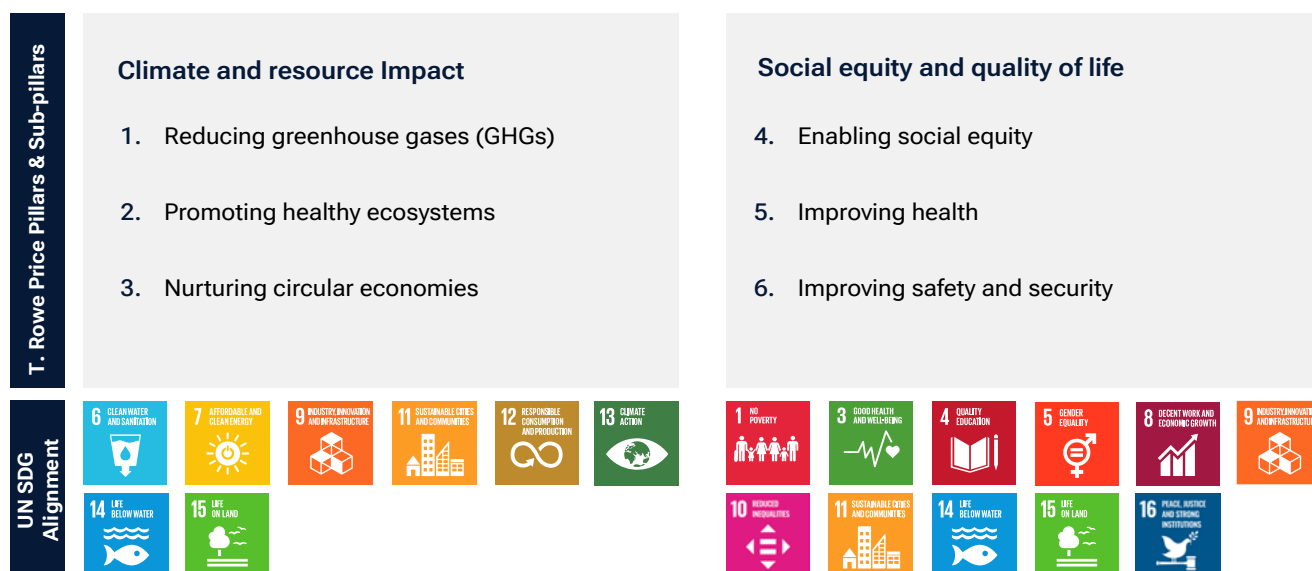 T. Rowe Price Pillars & Sub-pillars
Climate and resource Impact
1. Reducing greenhouse gases (GHGs)
2. Promoting healthy ecosystems
3. Nurturing circular economies
Social equity and quality of life
4. Enabling social equity
5. Improving health
6. Improving safety and security
UN SDG
Alignment
6 CLEAN WATER
AND SANITATION
7 AFFORDABLE AND
CLEAN ENERGY
9 INDUSTRY, INNOVATION
AND INFRASTRUCTURE
11 SUSTAINABLE CITIES
AND COMMUNITIES
12 RESPONSIBLE
CONSUMPTION
AND PRODUCTION
13 CLIMATE
ACTION
14 LIFE
BELOW WATER
15 LIFE
ON LAND
1 NO
POVERTY
3 GOOD HEALTH
AND WELL-BEING
4 QUALITY
EDUCATION
5 GENDER
EQUALITY
8 DECENT WORK AND
ECONOMIC GROWTH
9 INDUSTRY, INNOVATI
AND INFRASTRUCTU
10 REDUCED
INEQUALITIES
11 SUSTAINABLE CITIES
AND COMMUNITIES
14 LIFE
BELOW WATER
15 LIFE
ON LAND
16 PEACE, JUSTICE
AND STRONG
INSTITUTIONS